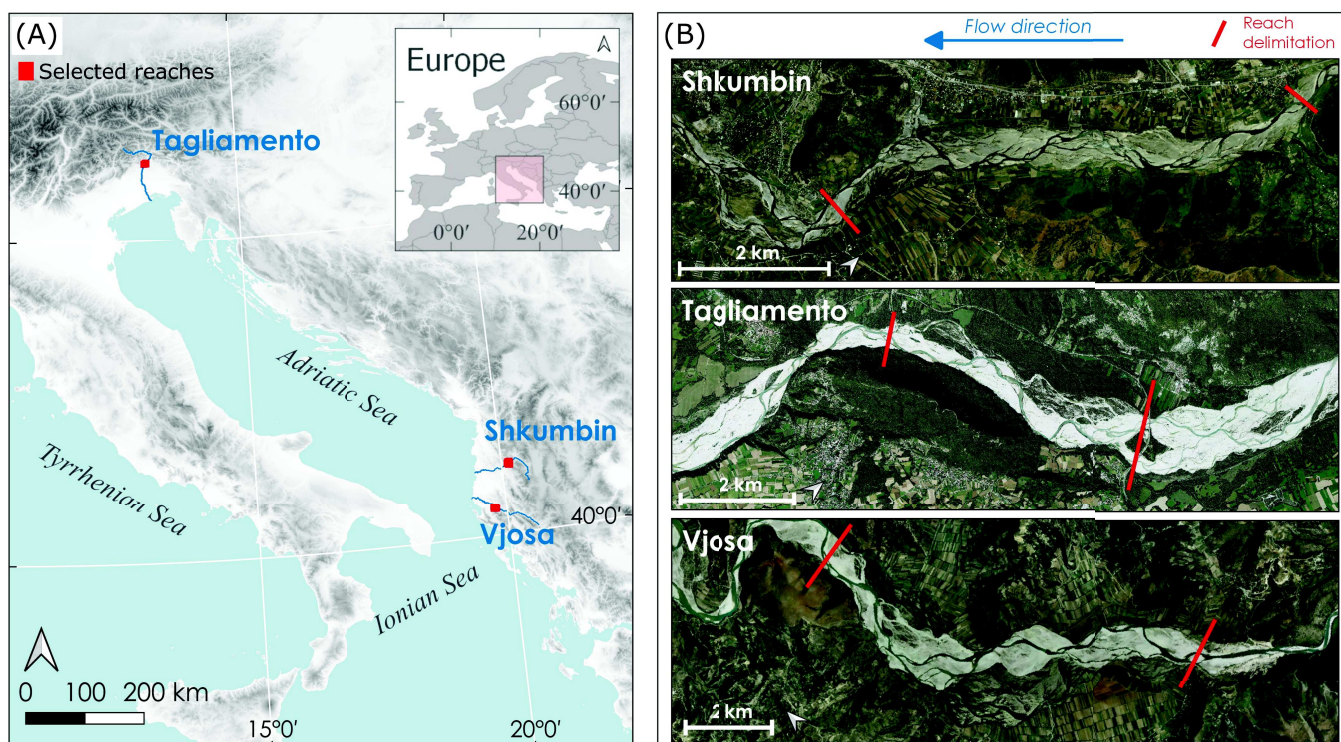 (A)
Selected reaches
Tagliamento
Europe
60°0′
40°0′
0°0′
20°0′
Adriatic Sea
Tyrrhenian Sea
Shkumbin
40°0′
Vjosa
Ionian Sea
0 100 200 km
15°0′
20°0′
(B)
Flow direction
Reach
delimitation
Shkumbin
2 km
Tagliamento
2 km
Vjosa
2 km